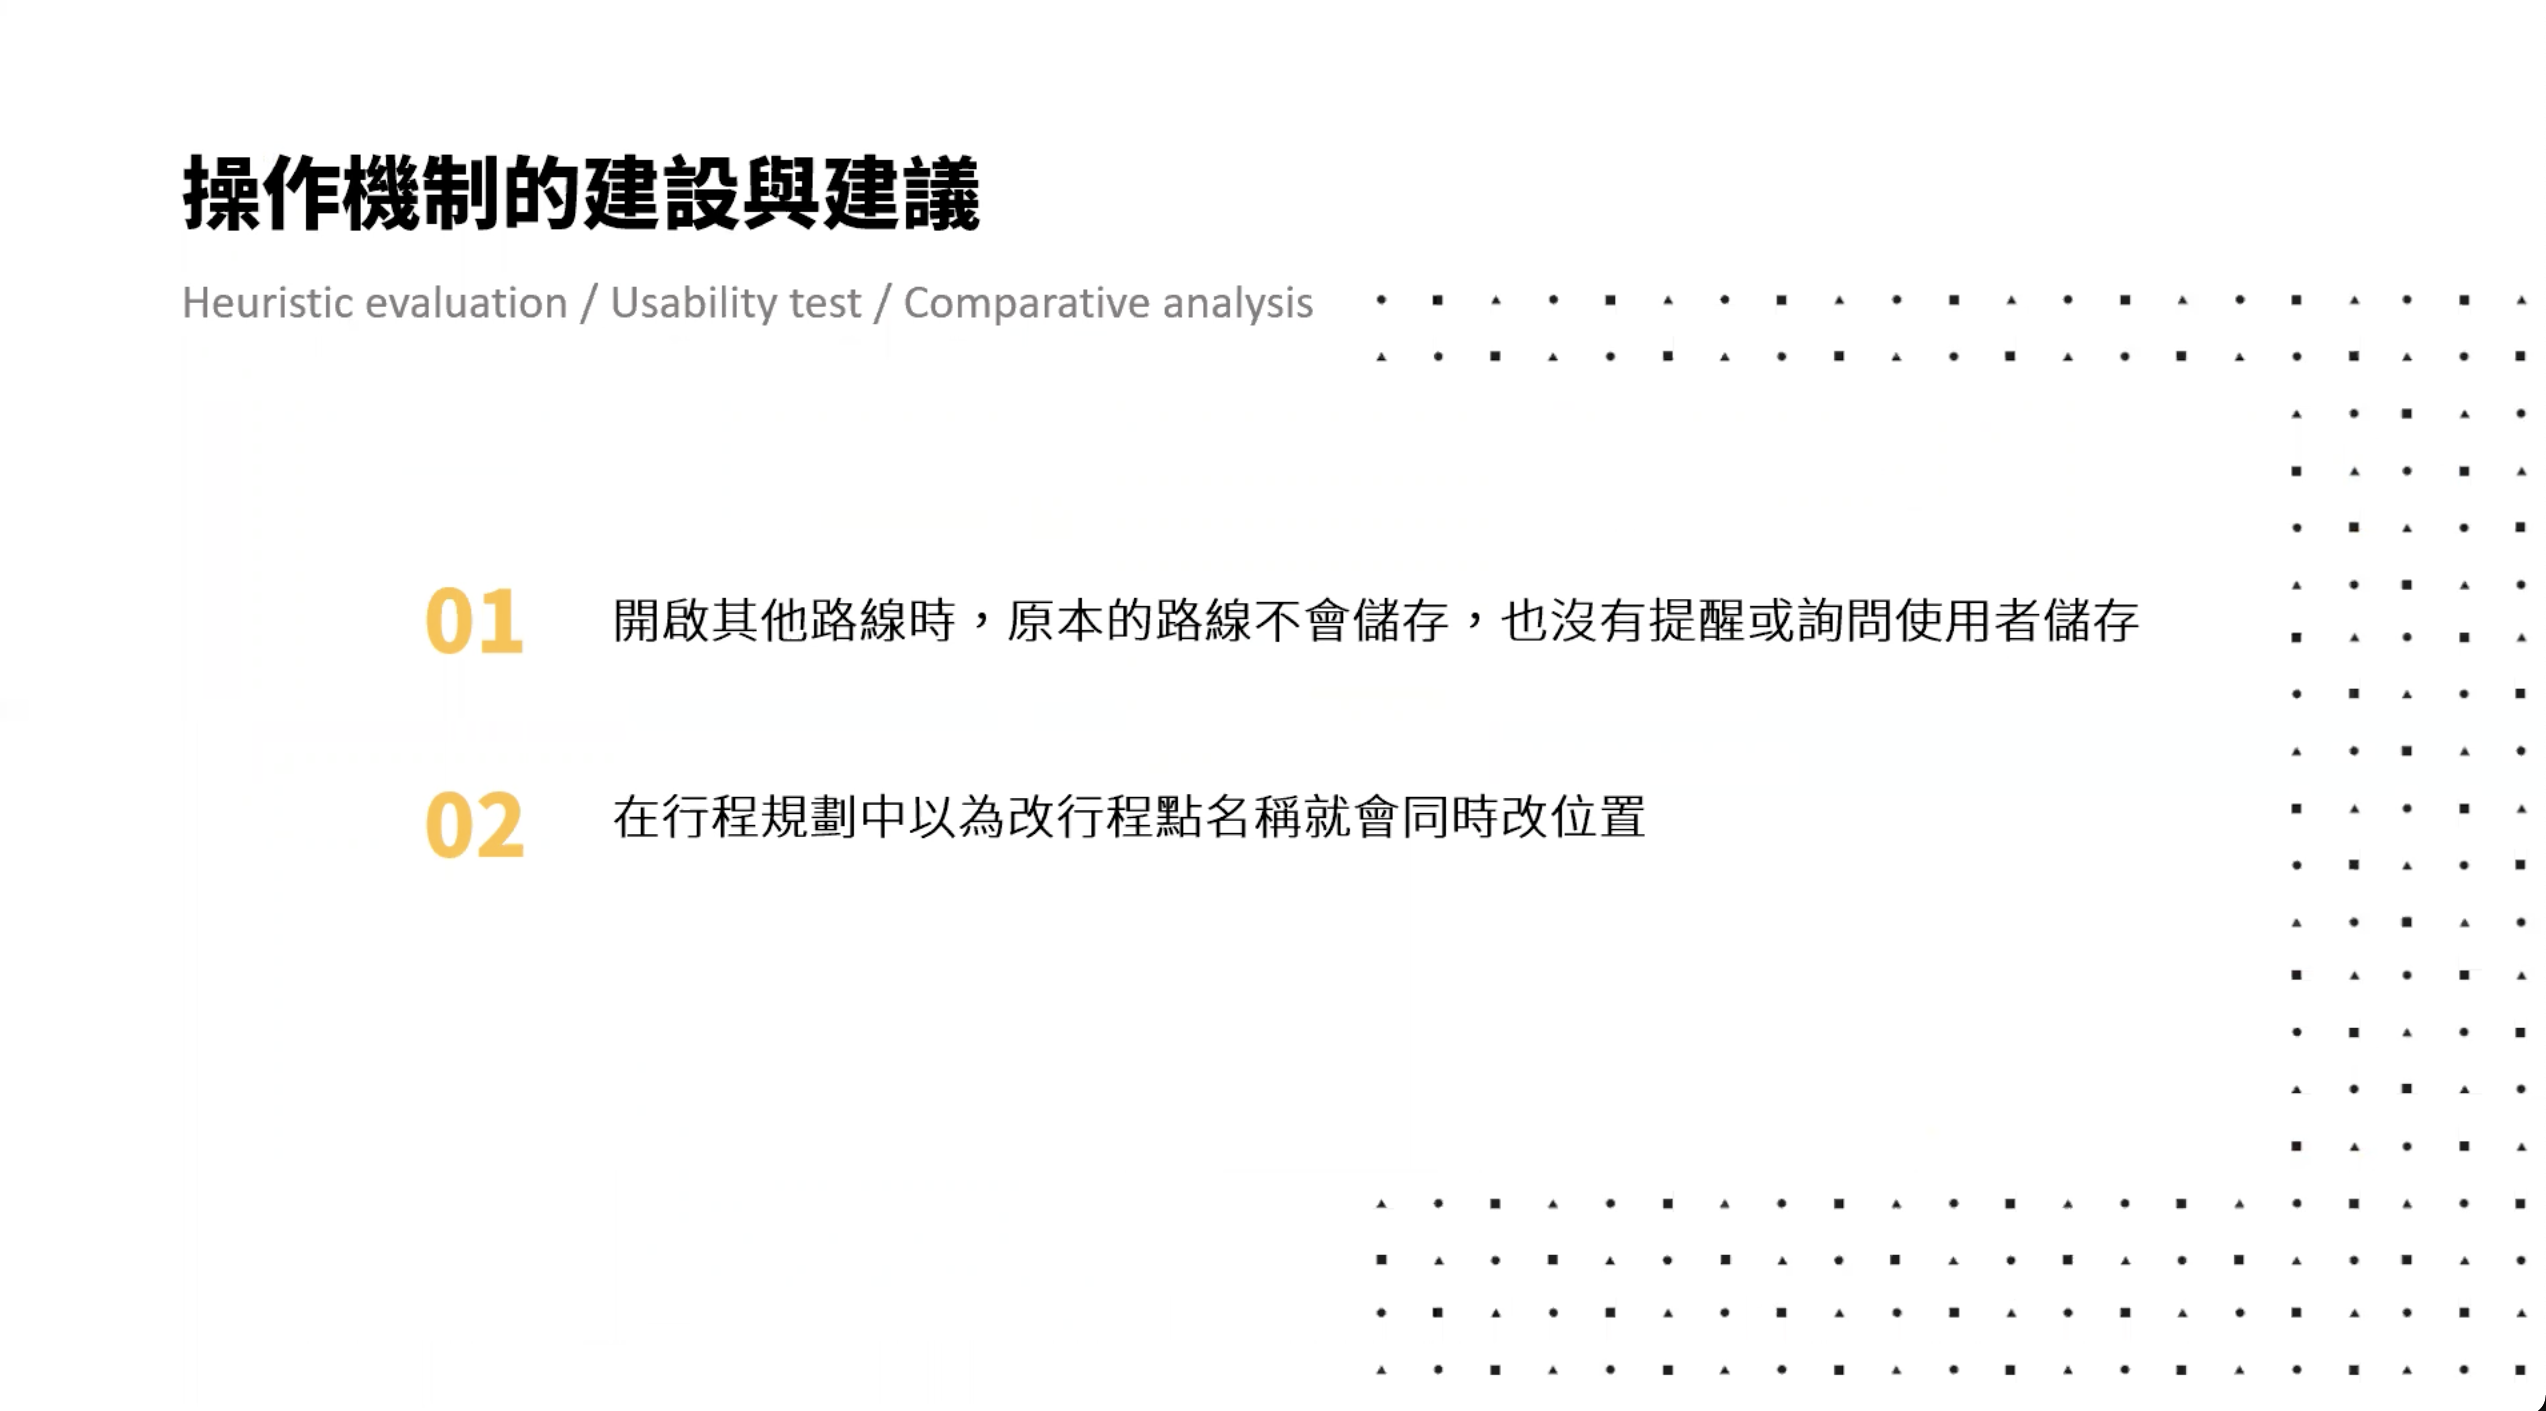 操作機制的建設與建議
Heuristic evaluation / Usability test / Comparative analysis
01 開啟其他路線時，原本的路線不會儲存，也沒有提醒或詢問使用者儲存
02 在行程規劃中以為改行程點名稱就會同時改位置